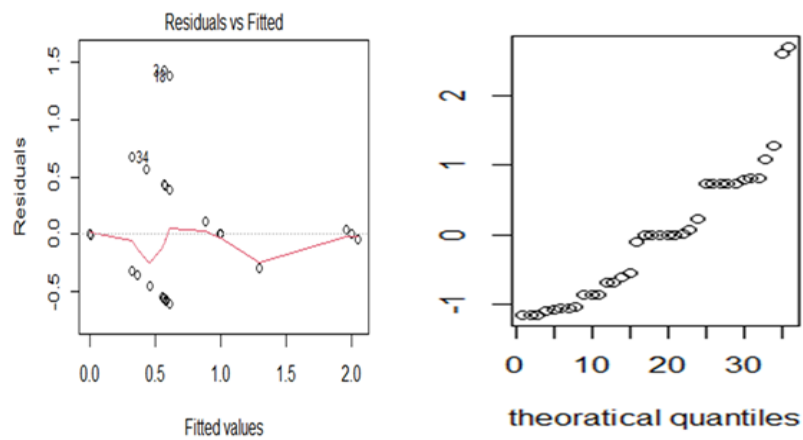 Residuals vs Fitted
Residuals
1.5
1.0
0.5
0.0
-0.5
34
0.0 0.5 1.0 1.5 2.0
Fitted values
2
1
0
-1
0 10 20 30
theoratical quantiles